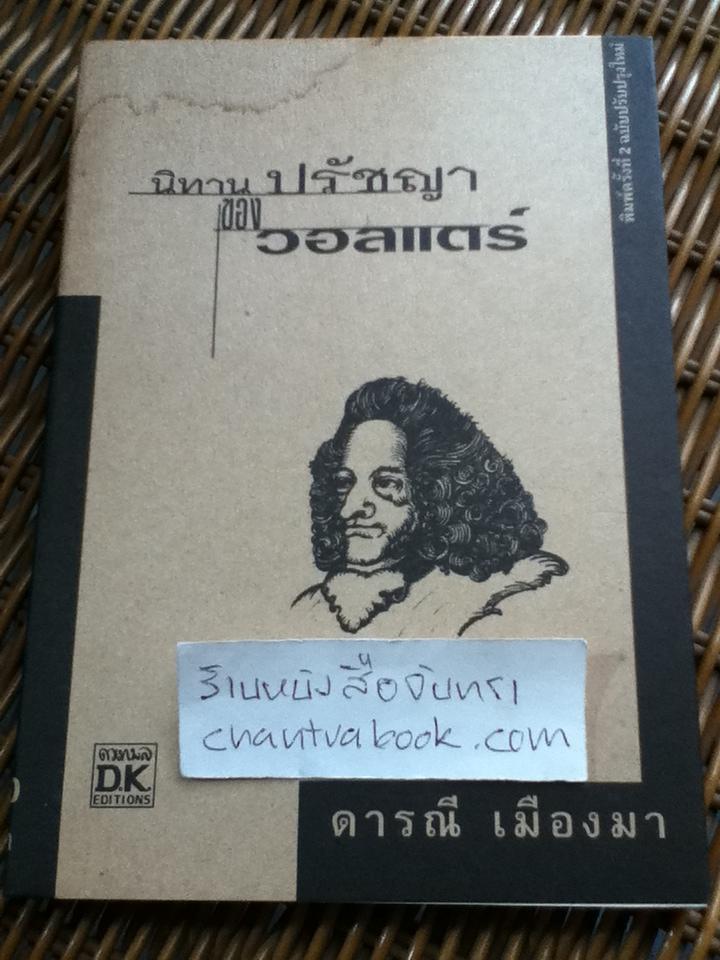 พิมพ์ครั้งที่ 2 ฉบับปรับปรุงใหม่
นิทานปรัชญา
ของ
วอลแตร์
ร้านหนังสือจันทรา
chantrabook.com
ดวงกมล
D.K.
EDITIONS
ดารณี เมืองมา